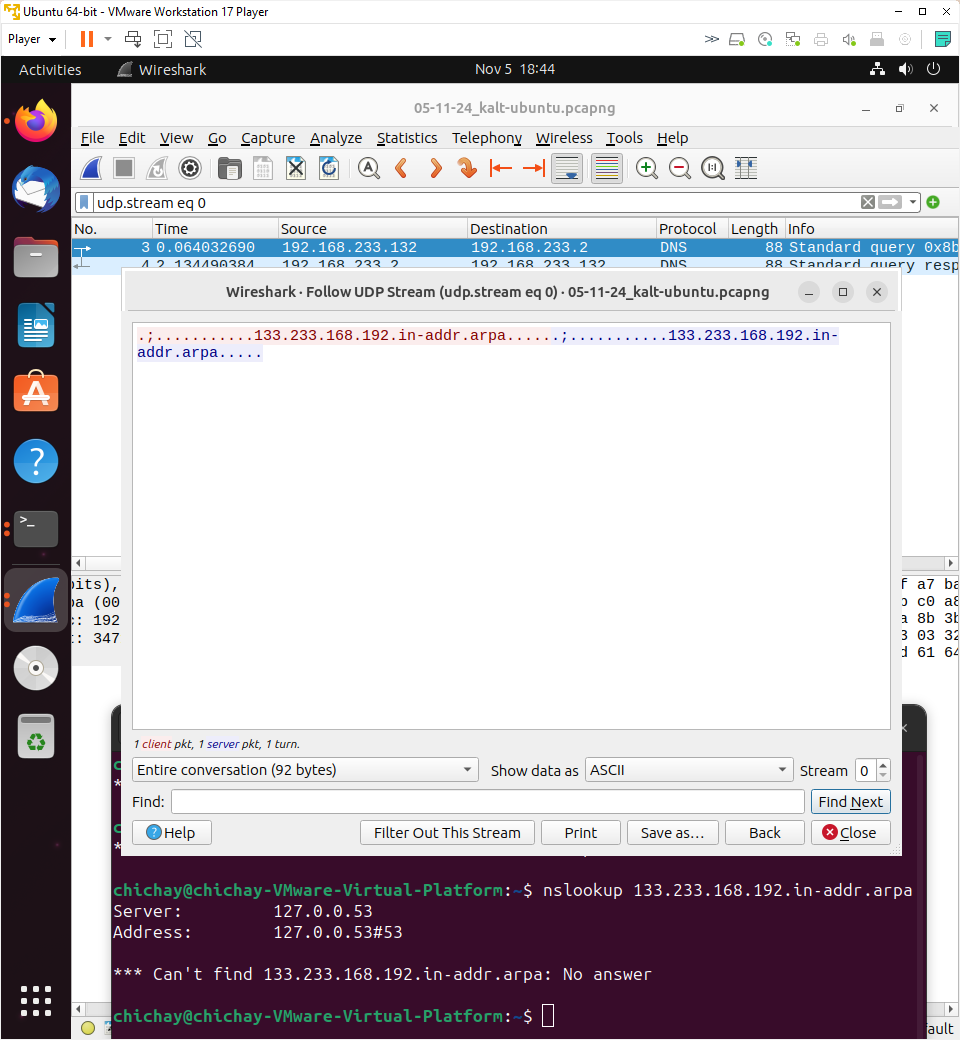 Ubuntu 64-bit - VMware Workstation 17 Player
Player
Activities Wireshark Nov 5 18:44
05-11-24_kalt-ubuntu.pcapng
File Edit View Go Capture Analyze Statistics Telephony Wireless Tools Help
udp.stream eq 0
No. Time Source Destination Protocol Length Info
3 0.064032690 192.168.233.132 192.168.233.2 DNS 88 Standard query 0x8b
4 2.134490384 192.168.233.2 192.168.233.132 DNS 88 Standard query resp
Wireshark · Follow UDP Stream (udp.stream eq 0) · 05-11-24_kalt-ubuntu.pcapng
.;...........133.233.168.192.in-addr.arpa.......;...........133.233.168.192.in-
addr.arpa.....
bits), f a7 ba
pa (00 c0 a8
c: 192 a 8b 3b
t: 347 3 03 32
d 61 64
1 client pkt, 1 server pkt, 1 turn.
Entire conversation (92 bytes) Show data as ASCII Stream 0
Find: Find Next
Help Filter Out This Stream Print Save as… Back Close
chichay@chichay-VMware-Virtual-Platform:~$ nslookup 133.233.168.192.in-addr.arpa
Server: 127.0.0.53
Address: 127.0.0.53#53
*** Can't find 133.233.168.192.in-addr.arpa: No answer
chichay@chichay-VMware-Virtual-Platform:~$
ault